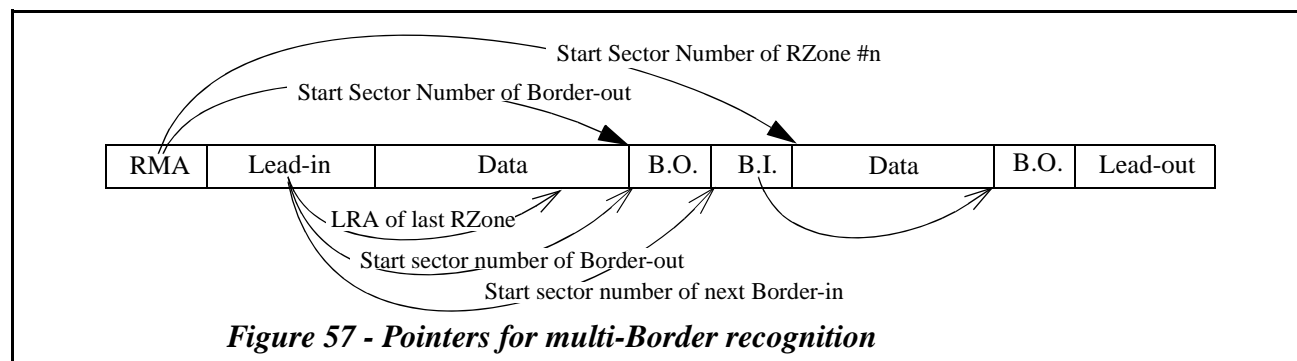 Start Sector Number of RZone #n
Start Sector Number of Border-out
RMA Lead-in Data B.O. B.I. Data B.O. Lead-out
LRA of last RZone
Start sector number of Border-out
Start sector number of next Border-in
Figure 57 - Pointers for multi-Border recognition